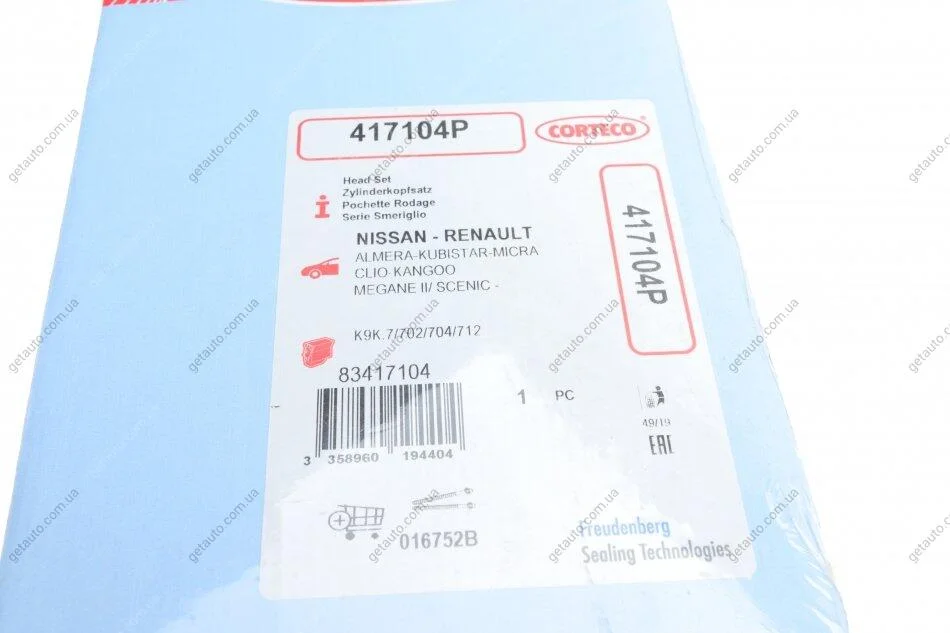 417104P
CORTECO
Head Set
Zylinderkopfsatz
Pochette Rodage
Serie Smeriglio
417104P
NISSAN - RENAULT
ALMERA-KUBISTAR-MICRA
CLIO-KANGOO
MEGANE II/ SCENIC -
K9K.7/702/704/712
83417104
1 PC
49/19
EAC
3 358960 194404
016752B
Freudenberg
Sealing Technologies
getauto.com.ua